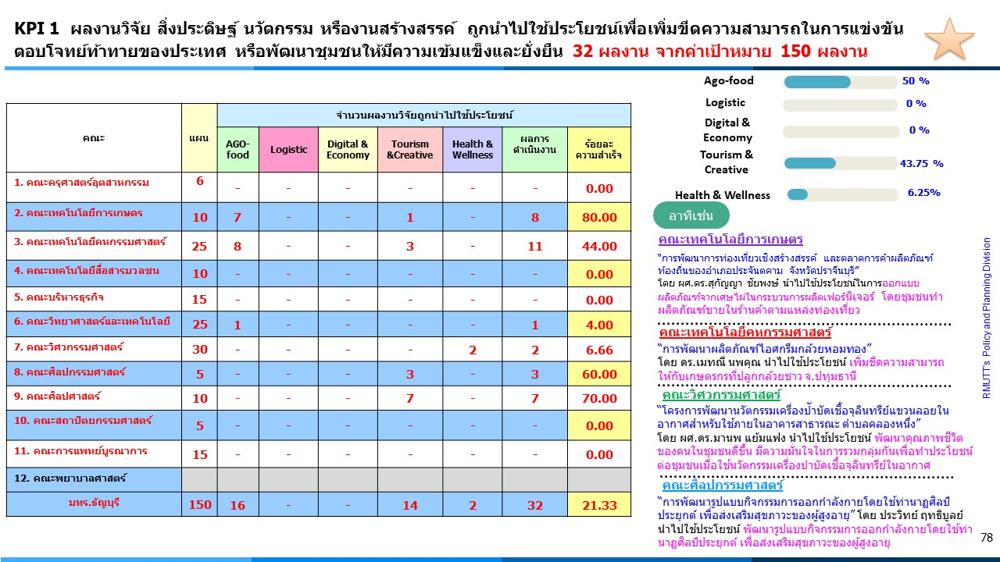 KPI 1 ผลงานวิจัย สิ่งประดิษฐ์ นวัตกรรม หรืองานสร้างสรรค์ ถูกนำไปใช้ประโยชน์เพื่อเพิ่มขีดความสามารถในการแข่งขัน
ตอบโจทย์ท้าทายของประเทศ หรือพัฒนาชุมชนให้มีความเข้มแข็งและยั่งยืน 32 ผลงาน จากค่าเป้าหมาย 150 ผลงาน
คณะ แผน จำนวนผลงานวิจัยถูกนำไปใช้ประโยชน์
AGO-food Logistic Digital & Economy Tourism &Creative Health & Wellness ผลการดำเนินงาน ร้อยละความสำเร็จ
1. คณะครุศาสตร์อุตสาหกรรม 6 - - - - - - 0.00
2. คณะเทคโนโลยีการเกษตร 10 7 - - 1 - 8 80.00
3. คณะเทคโนโลยีคหกรรมศาสตร์ 25 8 - - 3 - 11 44.00
4. คณะเทคโนโลยีสื่อสารมวลชน 10 - - - - - - 0.00
5. คณะบริหารธุรกิจ 15 - - - - - - 0.00
6. คณะวิทยาศาสตร์และเทคโนโลยี 25 1 - - - - 1 4.00
7. คณะวิศวกรรมศาสตร์ 30 - - - - 2 2 6.66
8. คณะศิลปกรรมศาสตร์ 5 - - - 3 - 3 60.00
9. คณะศิลปศาสตร์ 10 - - - 7 - 7 70.00
10. คณะสถาปัตยกรรมศาสตร์ 5 - - - - - - 0.00
11. คณะการแพทย์บูรณาการ 15 - - - - - - 0.00
12. คณะพยาบาลศาสตร์
มทร.ธัญบุรี 150 16 - - 14 2 32 21.33
Ago-food 50 %
Logistic 0 %
Digital &
Economy 0 %
Tourism &
Creative 43.75 %
Health & Wellness 6.25%
อาทิเช่น
คณะเทคโนโลยีการเกษตร
“การพัฒนาการท่องเที่ยวเชิงสร้างสรรค์ และตลาดการค้าผลิตภัณฑ์
ท้องถิ่นของอำเภอประจันตคาม จังหวัดปราจีนบุรี”
โดย ผศ.ดร.สุกัญญา ชัยพงษ์ นำไปใช้ประโยชน์ในการออกแบบ
ผลิตภัณฑ์จากเศษไผ่ในกระบวนการผลิตเฟอร์นิเจอร์ โดยชุมชนทำ
ผลิตภัณฑ์ขายในร้านค้าตามแหล่งท่องเที่ยว
คณะเทคโนโลยีคหกรรมศาสตร์
“การพัฒนาผลิตภัณฑ์ไอศกรีมกล้วยหอมทอง”
โดย ดร.เมทณี นพคุณ นำไปใช้ประโยชน์ เพิ่มขีดความสามารถ
ให้กับเกษตรกรที่ปลูกกล้วยชาว จ.ปทุมธานี
คณะวิศวกรรมศาสตร์
“โครงการพัฒนานวัตกรรมเครื่องบำบัดเชื้อจุลินทรีย์แขวนลอยใน
อากาศสำหรับใช้ภายในอาคารสาธารณะ ตำบลคลองหนึ่ง”
โดย ผศ.ดร.มานพ แย้มแฟง นำไปใช้ประโยชน์ พัฒนาคุณภาพชีวิต
ของคนในชุมชนดีขึ้น มีความมั่นใจในการรวมกลุ่มกันเพื่อทำประโยชน์
ต่อชุมชนเมื่อใช้นวัตกรรมเครื่องบำบัดเชื้อจุลินทรีย์ในอากาศ
คณะศิลปกรรมศาสตร์
“การพัฒนารูปแบบกิจกรรมการออกกำลังกายโดยใช้ท่านาฏศิลป์
ประยุกต์ เพื่อส่งเสริมสุขภาวะของผู้สูงอายุ” โดย ประวิทย์ ฤทธิบูลย์
นำไปใช้ประโยชน์ พัฒนารูปแบบกิจกรรมการออกกำลังกายโดยใช้ท่า
นาฏศิลป์ประยุกต์ เพื่อส่งเสริมสุขภาวะของผู้สูงอายุ
RMUTT's Policy and Planning Division
78